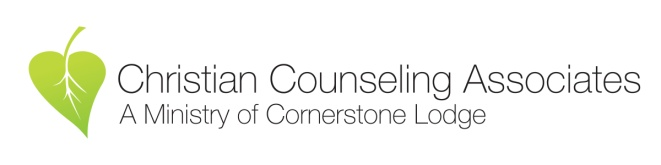 Christian Counseling Associates
A Ministry of Cornerstone Lodge